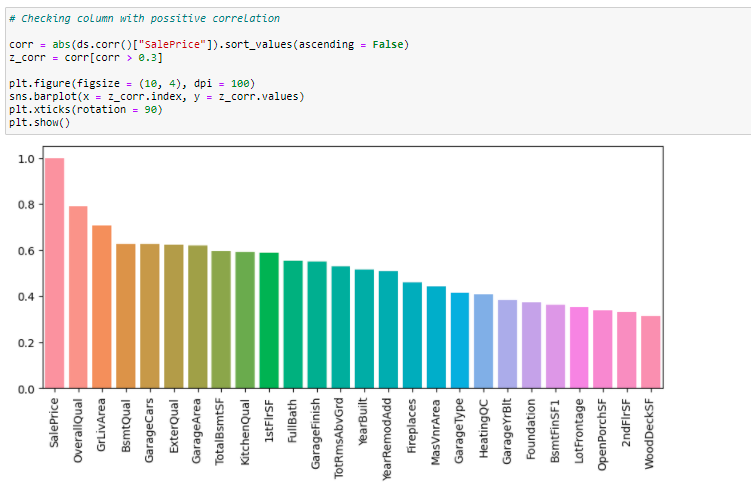 # Checking column with possitive correlation
corr = abs(ds.corr()["SalePrice"]).sort_values(ascending = False)
z_corr = corr[corr > 0.3]
plt.figure(figsize = (10, 4), dpi = 100)
sns.barplot(x = z_corr.index, y = z_corr.values)
plt.xticks(rotation = 90)
plt.show()
1.0
0.8
0.6
0.4
0.2
0.0
SalePrice
OverallQual
GrLivArea
BsmtQual
GarageCars
ExterQual
GarageArea
TotalBsmtSF
KitchenQual
1stFlrSF
FullBath
GarageFinish
TotRmsAbvGrd
YearBuilt
YearRemodAdd
Fireplaces
MasVnrArea
GarageType
HeatingQC
GarageYrBlt
Foundation
BsmtFinSF1
LotFrontage
OpenPorchSF
2ndFlrSF
WoodDeckSF